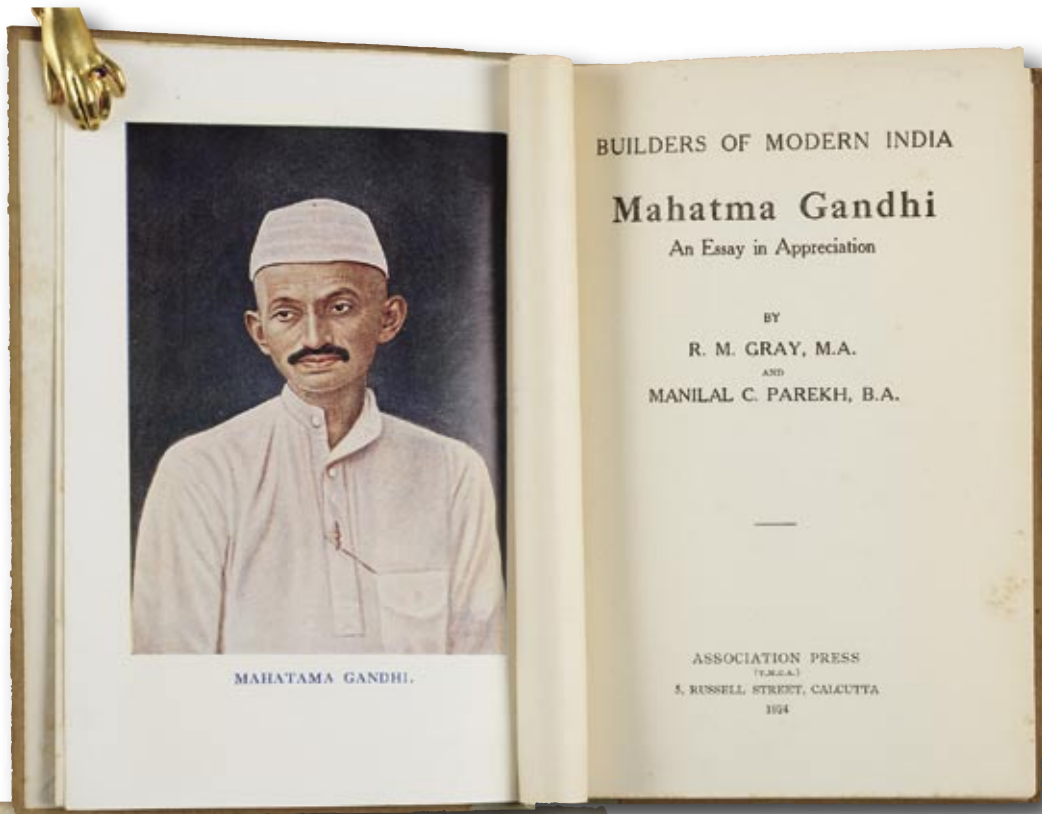 MAHATAMA GANDHI.
BUILDERS OF MODERN INDIA
Mahatma Gandhi
An Essay in Appreciation
BY
R. M. GRAY, M.A.
AND
MANILAL C. PAREKH, B.A.
ASSOCIATION PRESS
(Y.M.C.A.)
5, RUSSELL STREET, CALCUTTA
1924